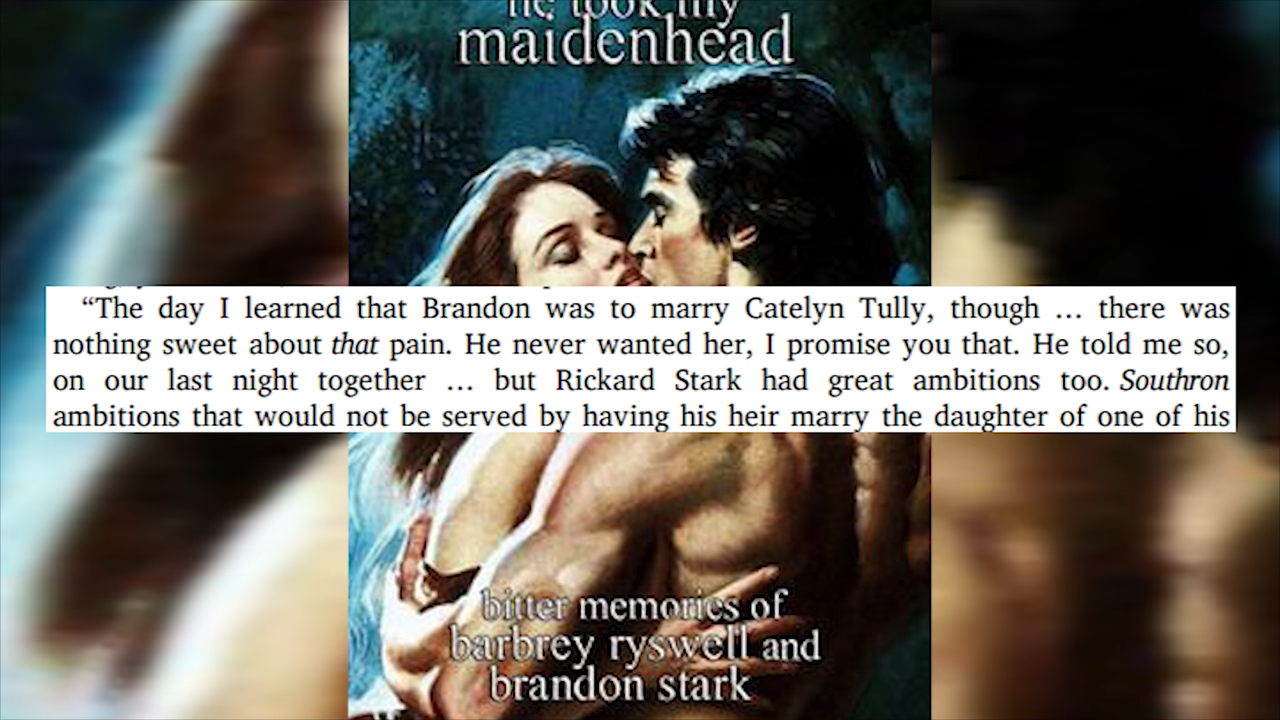 he took my
maidenhead
“The day I learned that Brandon was to marry Catelyn Tully, though … there was
nothing sweet about that pain. He never wanted her, I promise you that. He told me so,
on our last night together … but Rickard Stark had great ambitions too. Southron
ambitions that would not be served by having his heir marry the daughter of one of his
bitter memories of
barbrey ryswell and
brandon stark